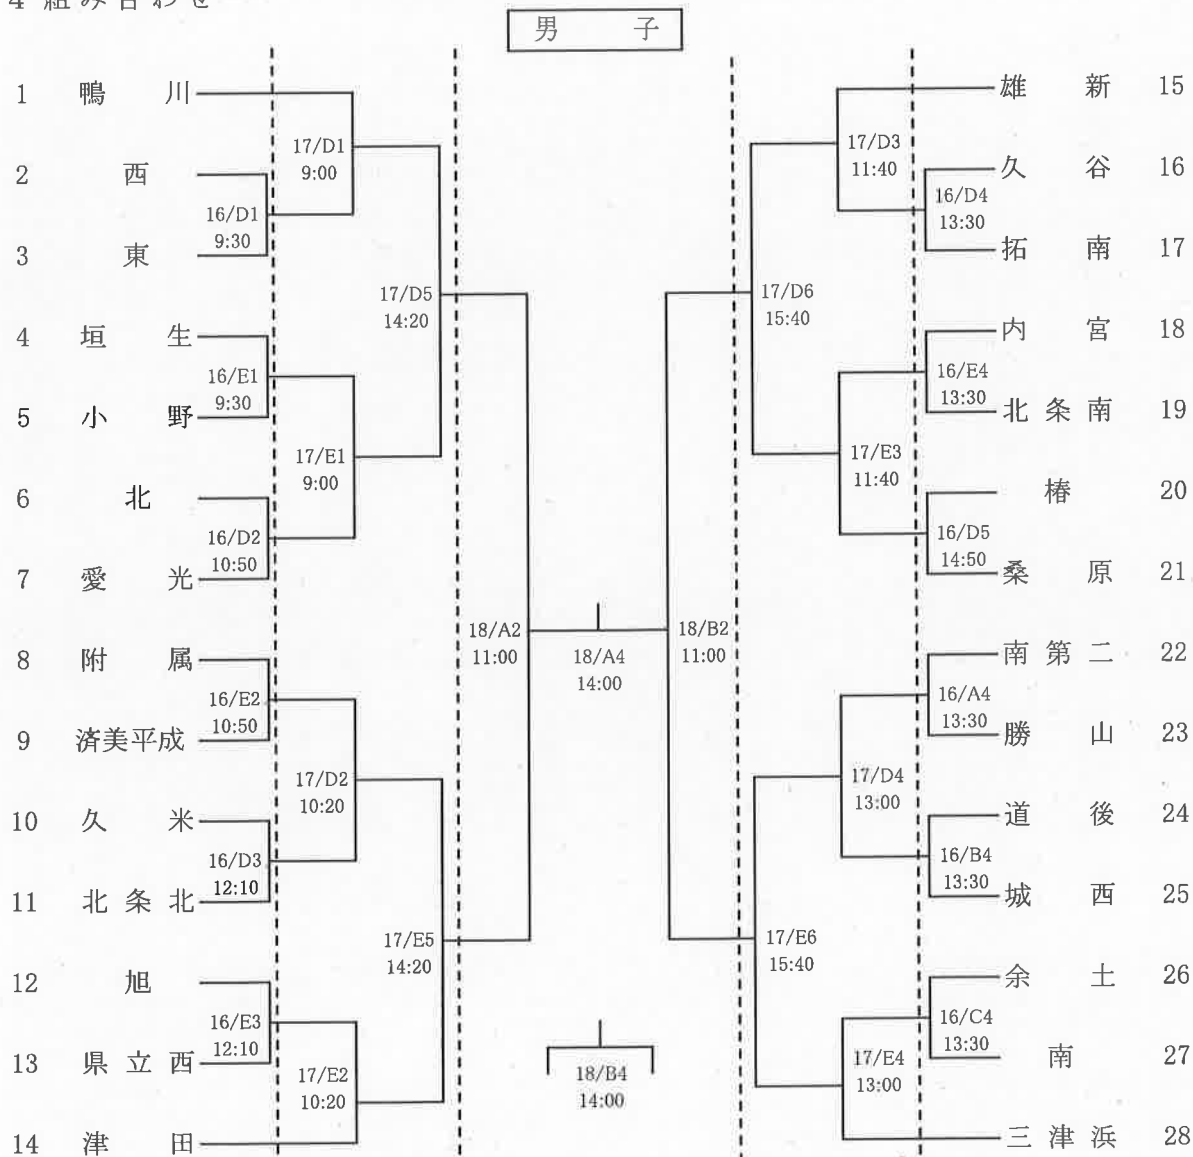 4 組み合わせ
男 子
1 鴨 川
2 西
3 東
4 垣 生
5 小 野
6 北
7 愛 光
8 附 属
9 済美平成
10 久 米
11 北 条 北
12 旭
13 県 立 西
14 津 田
16/D1
9:30
16/E1
9:30
16/D2
10:50
16/E2
10:50
16/D3
12:10
16/E3
12:10
17/D1
9:00
17/E1
9:00
17/D2
10:20
17/E2
10:20
17/D5
14:20
17/E5
14:20
18/A2
11:00
18/A4
14:00
18/B4
14:00
18/B2
11:00
17/D6
15:40
17/E6
15:40
17/D3
11:40
17/E3
11:40
17/D4
13:00
17/E4
13:00
16/D4
13:30
16/E4
13:30
16/D5
14:50
16/A4
13:30
16/B4
13:30
16/C4
13:30
雄 新 15
久 谷 16
拓 南 17
内 宮 18
北 条 南 19
椿 20
桑 原 21
南 第 二 22
勝 山 23
道 後 24
城 西 25
余 土 26
南 27
三 津 浜 28